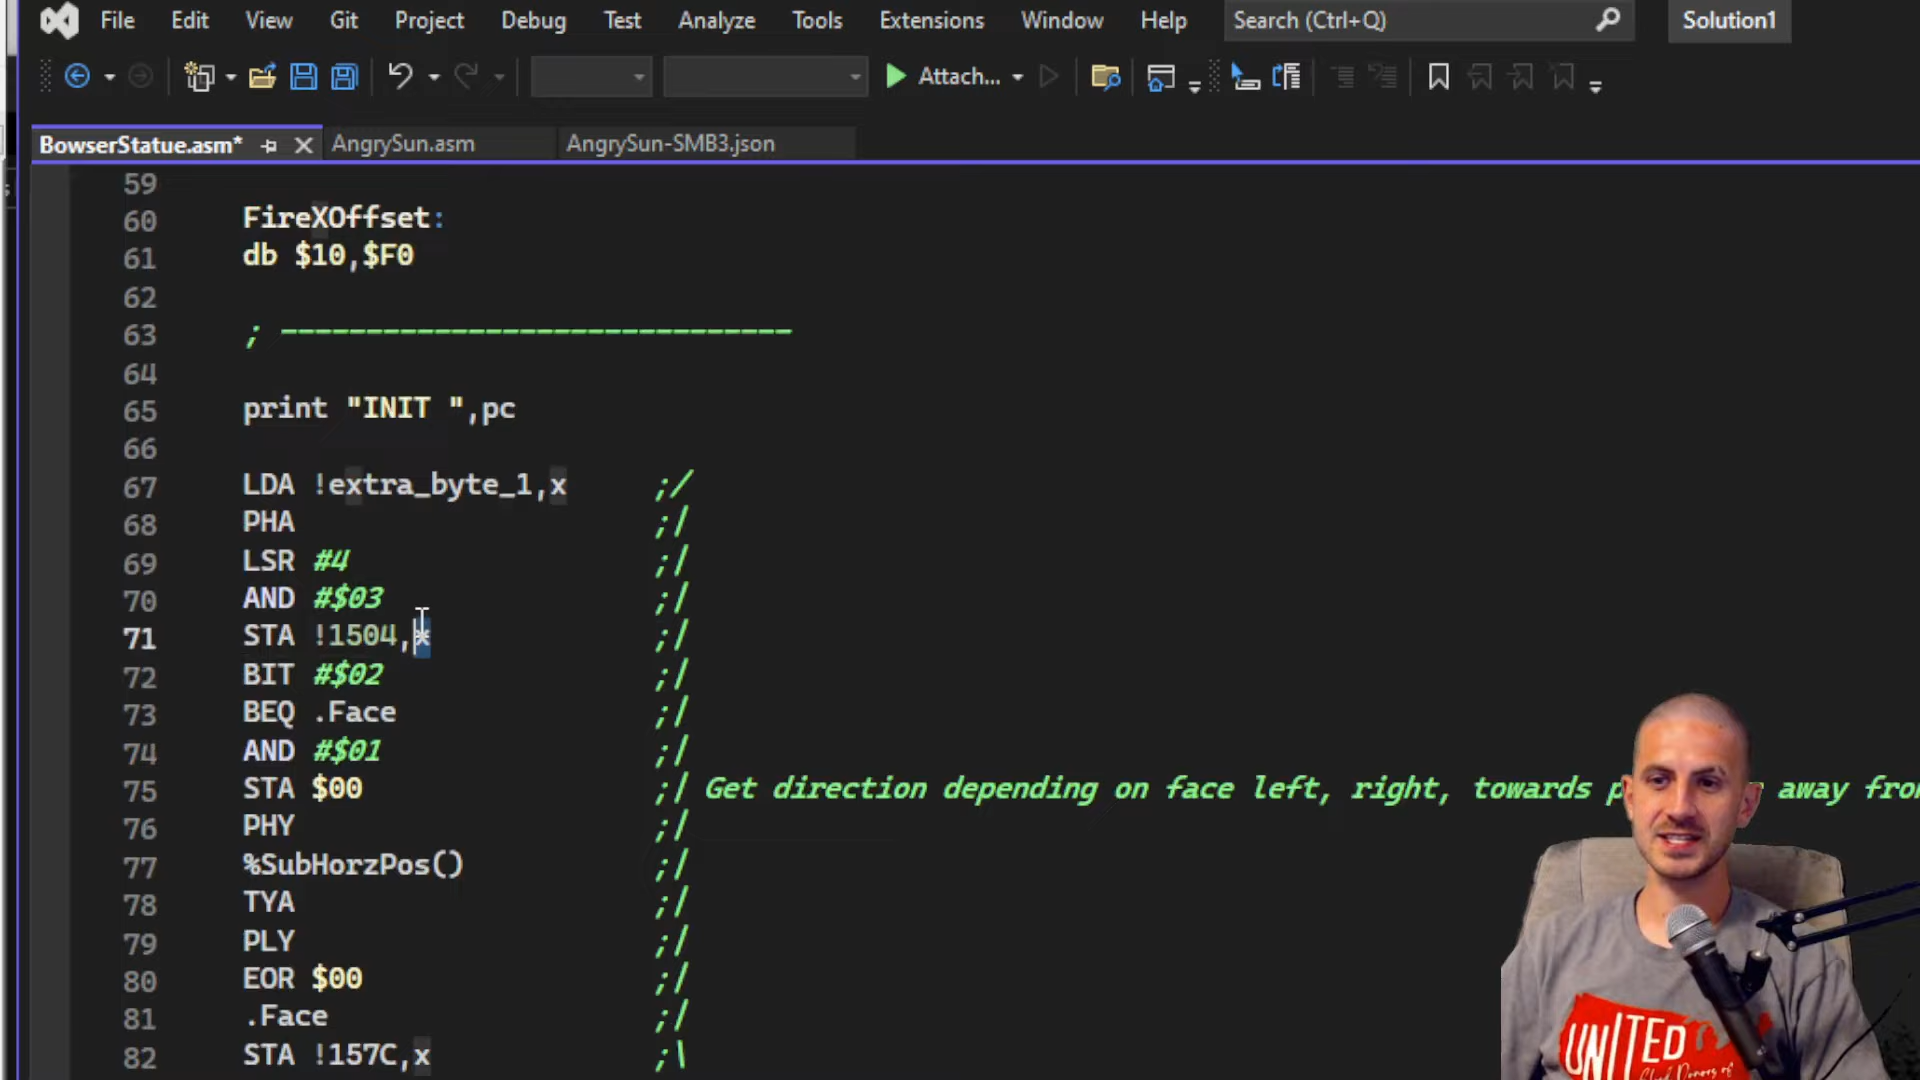 File Edit View Git Project Debug Test Analyze Tools Extensions Window Help Search (Ctrl+Q) Solution1
Attach...
BowserStatue.asm* AngrySun.asm AngrySun-SMB3.json
59
60 FireXOffset:
61 db $10,$F0
62
63 ; ------------------------------
64
65 print "INIT ",pc
66
67 LDA !extra_byte_1,x ;/
68 PHA ;|
69 LSR #4 ;|
70 AND #$03 ;|
71 STA !1504,x ;|
72 BIT #$02 ;|
73 BEQ .Face ;|
74 AND #$01 ;|
75 STA $00 ;| Get direction depending on face left, right, towards away
76 PHY ;|
77 %SubHorzPos() ;|
78 TYA ;|
79 PLY ;|
80 EOR $00 ;|
81 .Face ;|
82 STA !157C,x ;\
UNITED
Blood Donors of